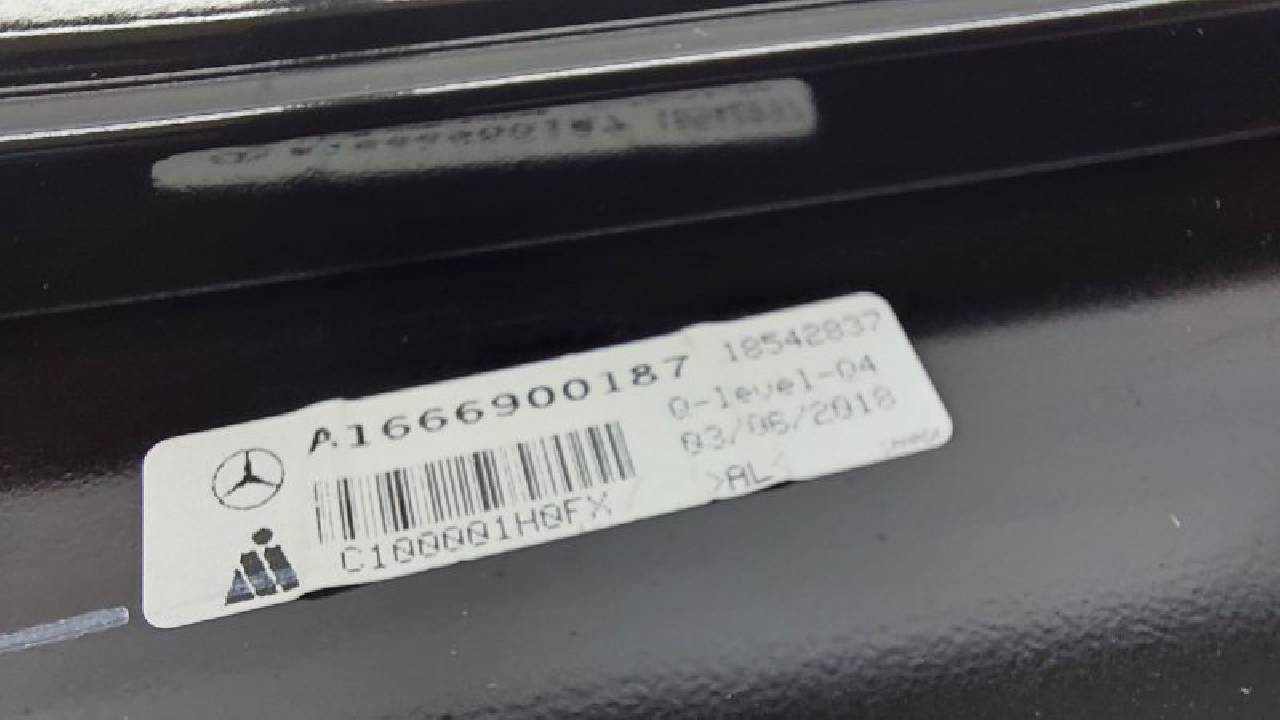 A1666900187
18542837
Q-level-04
03/06/2018
C100001H0FX
>AL<